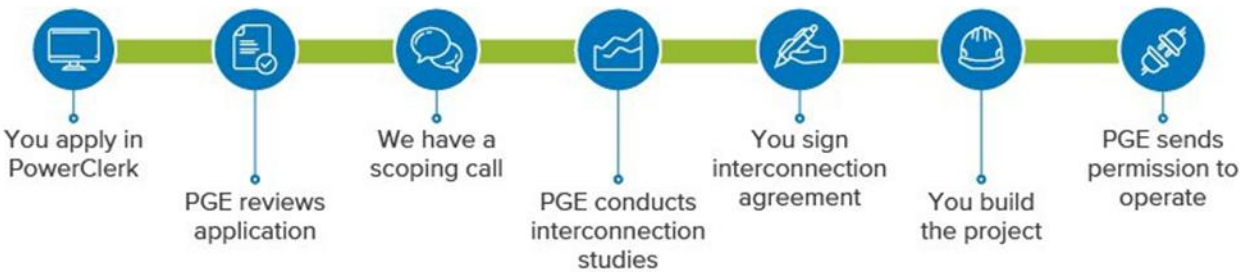 You apply in
PowerClerk
PGE reviews
application
We have a
scoping call
PGE conducts
interconnection
studies
You sign
interconnection
agreement
You build
the project
PGE sends
permission to
operate